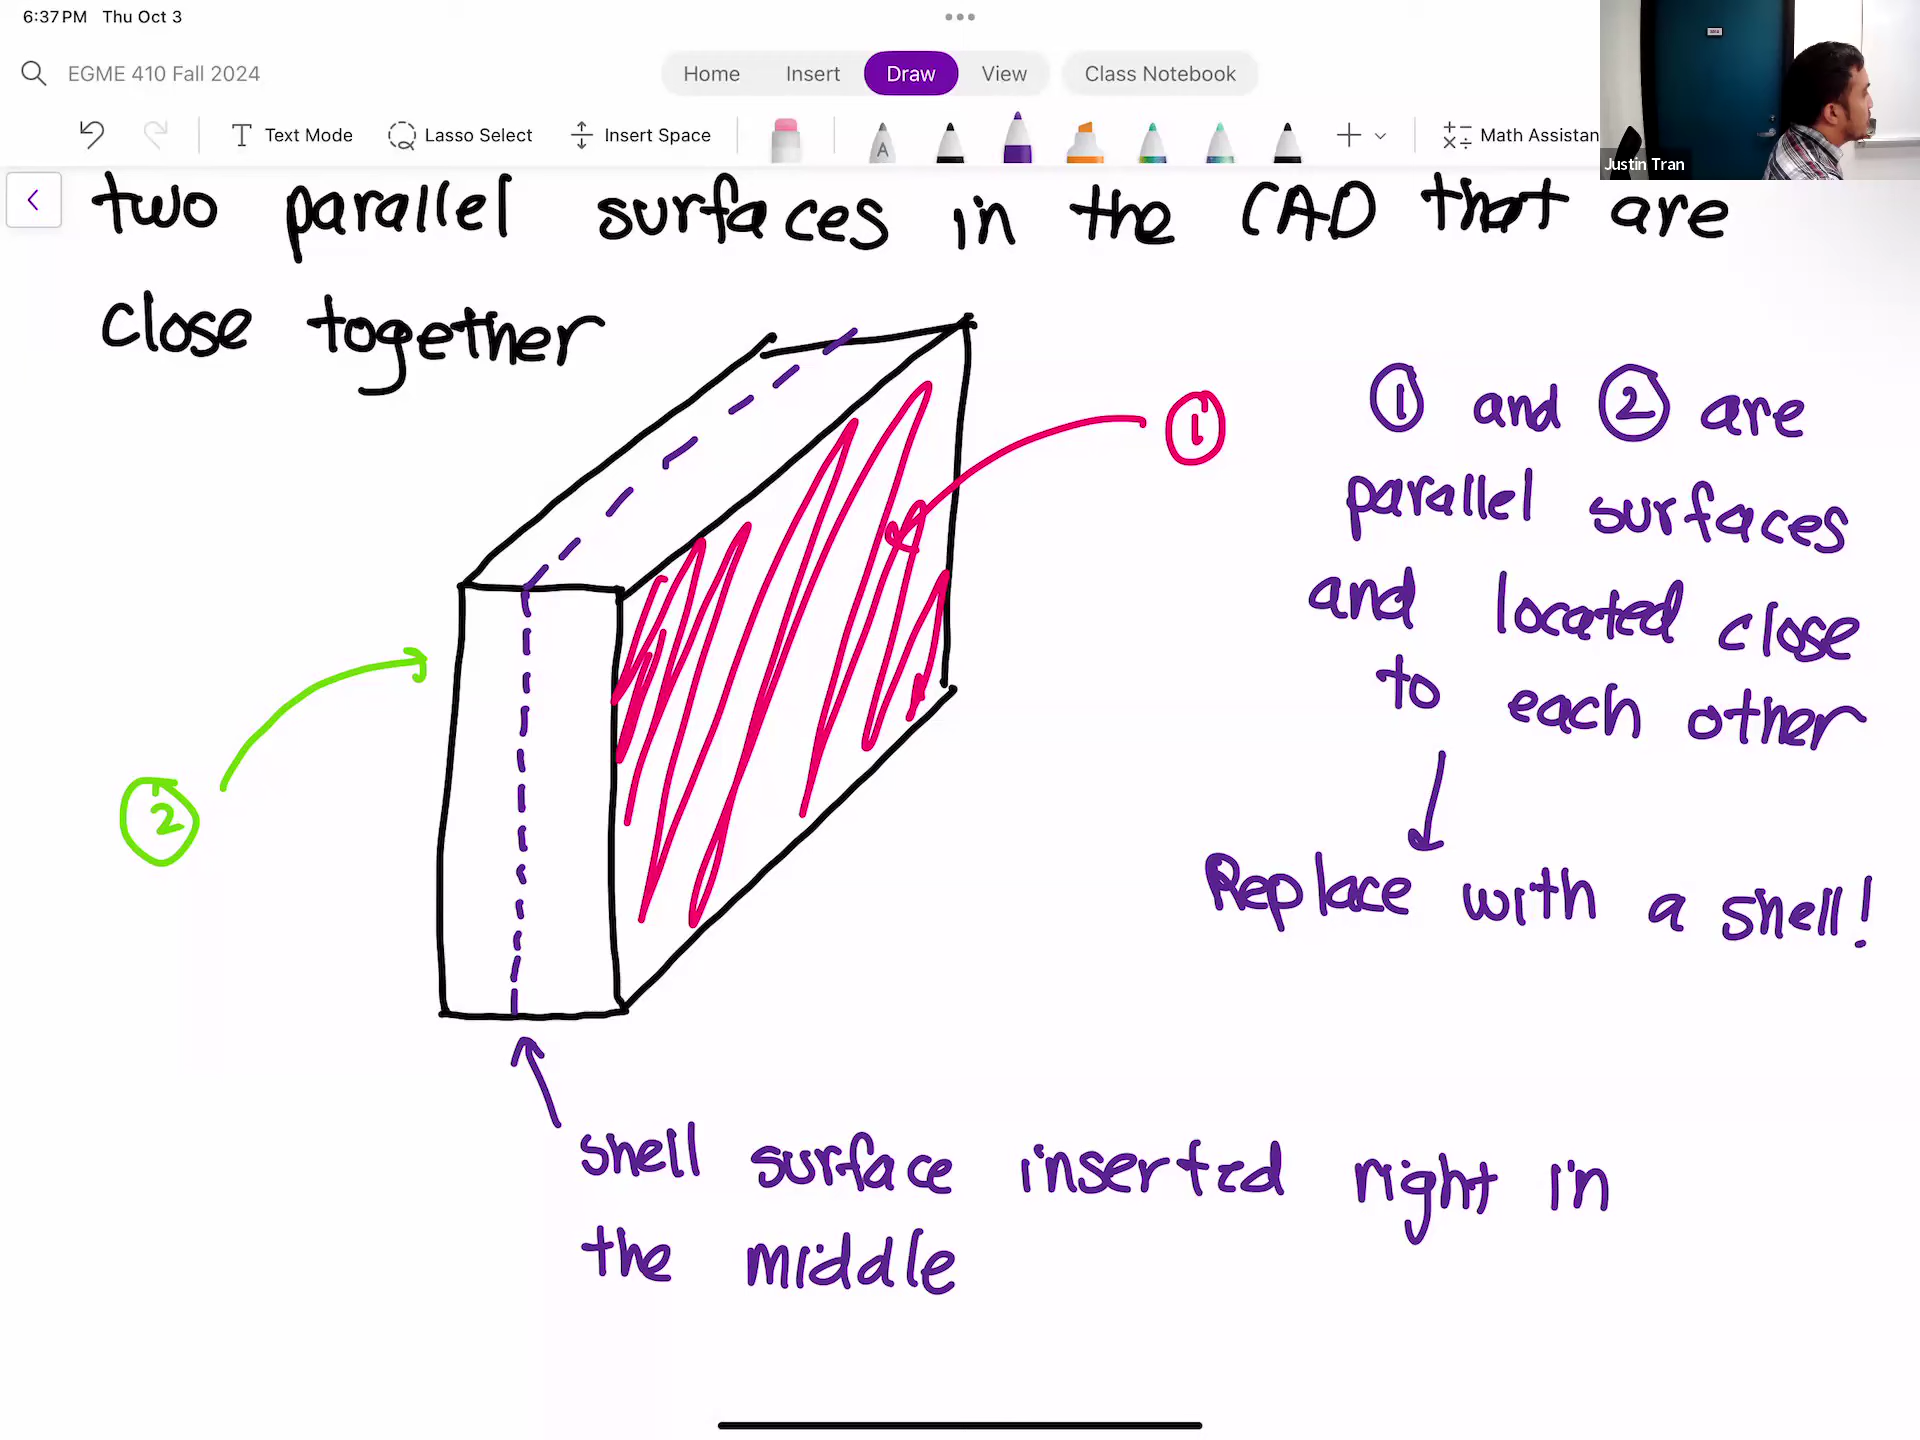 6:37 PM Thu Oct 3
EGME 410 Fall 2024
Home Insert Draw View Class Notebook
Text Mode Lasso Select Insert Space Math Assistan
A
Justin Tran
two parallel surfaces in the CAD that are
close together
1
1 and 2 are
parallel surfaces
and located close
to each other
2
Replace with a shell!
shell surface inserted right in
the middle